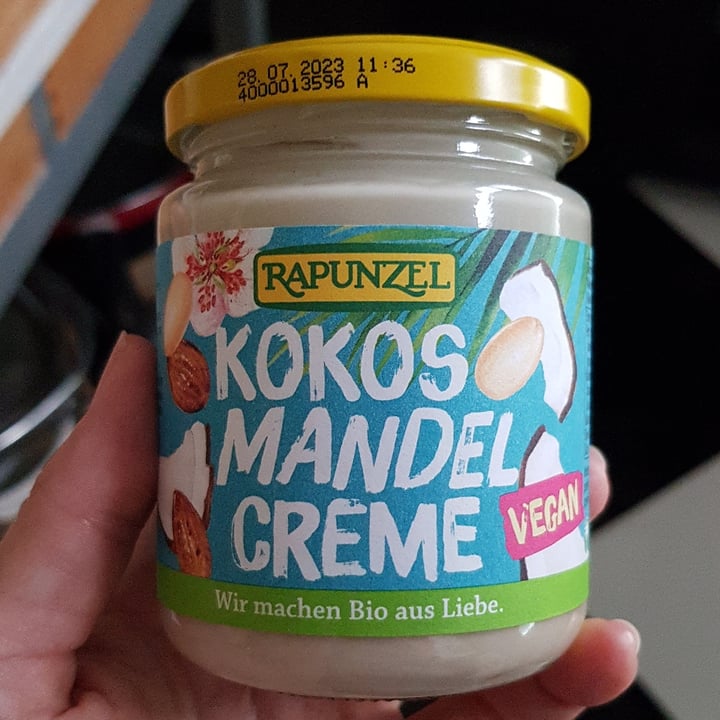 28.07.2023 11:36
4000013596 A
RAPUNZEL
KOKOS
MANDEL
CREME
VEGAN
Wir machen Bio aus Liebe.